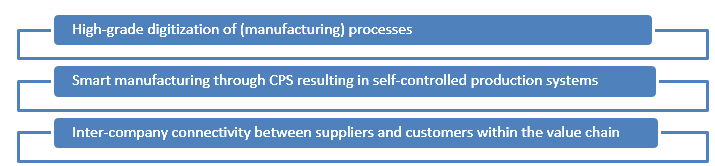 High-grade digitization of (manufacturing) processes
Smart manufacturing through CPS resulting in self-controlled production systems
Inter-company connectivity between suppliers and customers within the value chain